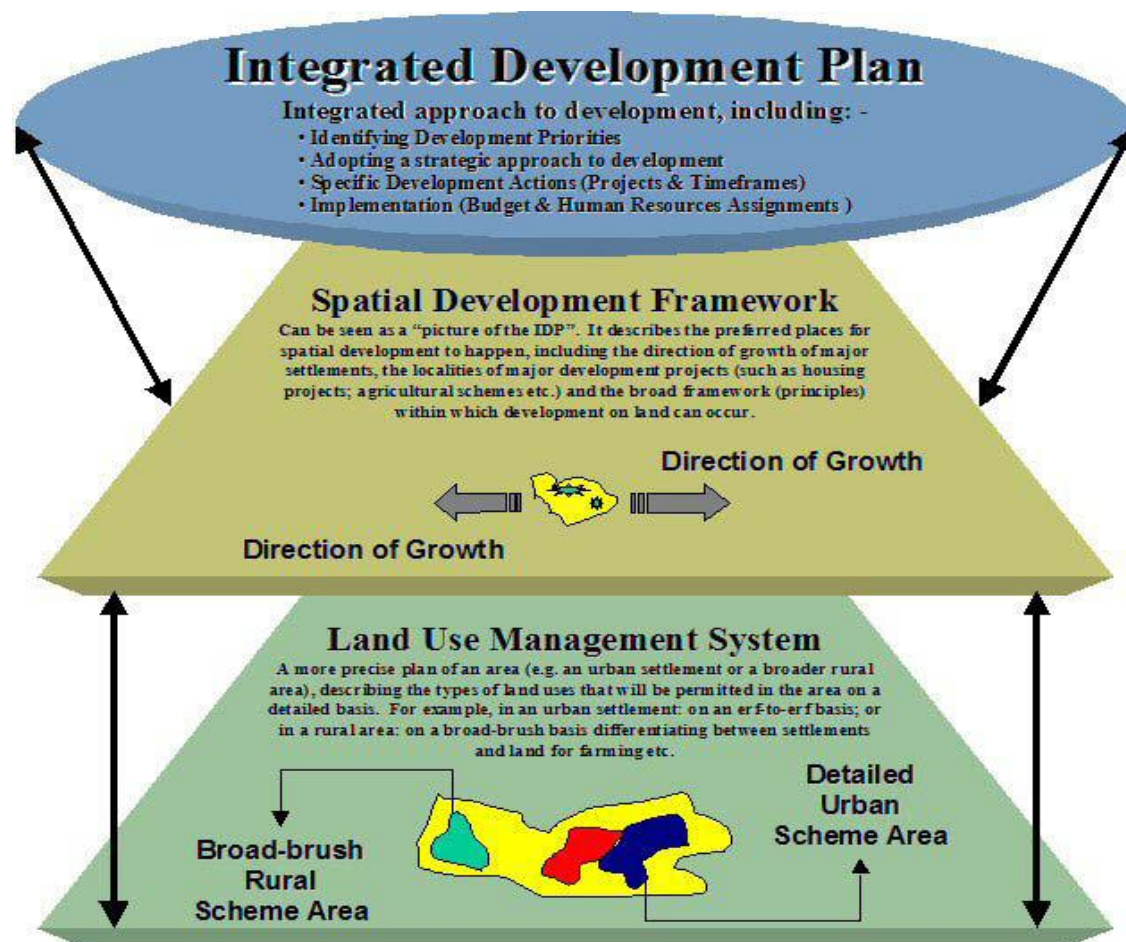 Integrated Development Plan
Integrated approach to development, including: -
• Identifying Development Priorities
• Adopting a strategic approach to development
• Specific Development Actions (Projects & Timeframes)
• Implementation (Budget & Human Resources Assignments )
Spatial Development Framework
Can be seen as a “picture of the IDP”. It describes the preferred places for
spatial development to happen, including the direction of growth of major
settlements, the localities of major development projects (such as housing
projects; agricultural schemes etc.) and the broad framework (principles)
within which development on land can occur.
Direction of Growth
Direction of Growth
Land Use Management System
A more precise plan of an area (e.g. an urban settlement or a broader rural
area), describing the types of land uses that will be permitted in the area on a
detailed basis. For example, in an urban settlement: on an erf-to-erf basis; or
in a rural area: on a broad-brush basis differentiating between settlements
and land for farming etc.
Detailed
Urban
Scheme Area
Broad-brush
Rural
Scheme Area